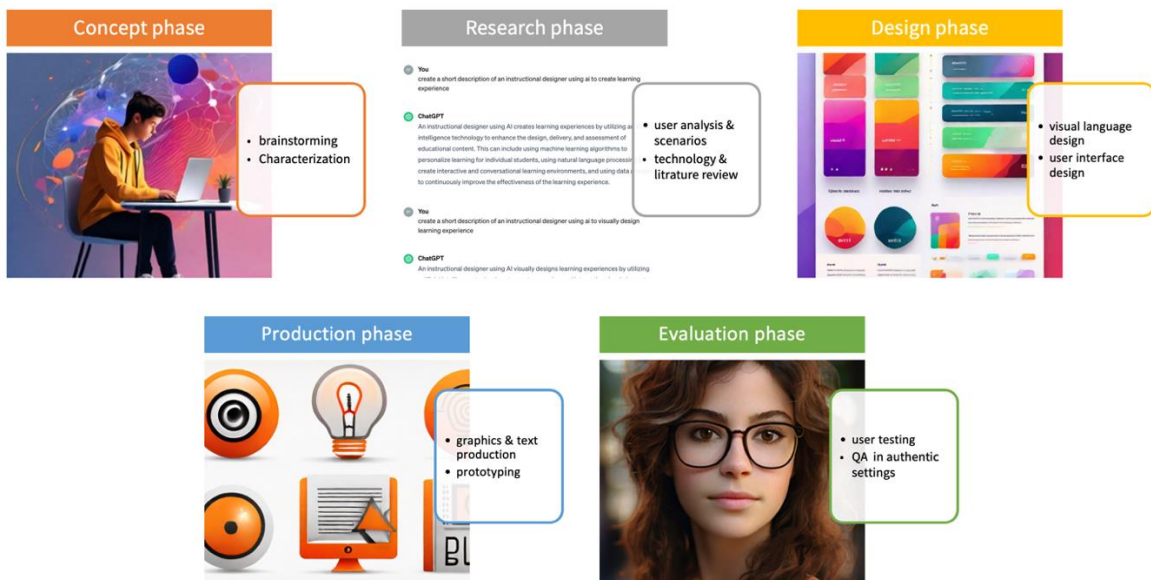 Concept phase
• brainstorming
• Characterization
Research phase
You
create a short description of an instructional designer using ai to create learning
experience
ChatGPT
An instructional designer using AI creates learning experiences by utilizing
intelligence technology to enhance the design, delivery, and assessment of
educational content. This can include using machine learning algorithms to
personalize learning for individual students, using natural language
create interactive and conversational learning environments, and using data
to continuously improve the effectiveness of the learning experience.
You
create a short description of an instructional designer using ai to visually design
learning experience
ChatGPT
An instructional designer using AI visually designs learning experiences by utilizing
• user analysis &
scenarios
• technology &
litrature review
Design phase
• visual language
design
• user interface
design
Production phase
• graphics & text
production
• prototyping
Evaluation phase
• user testing
• QA in authentic
settings